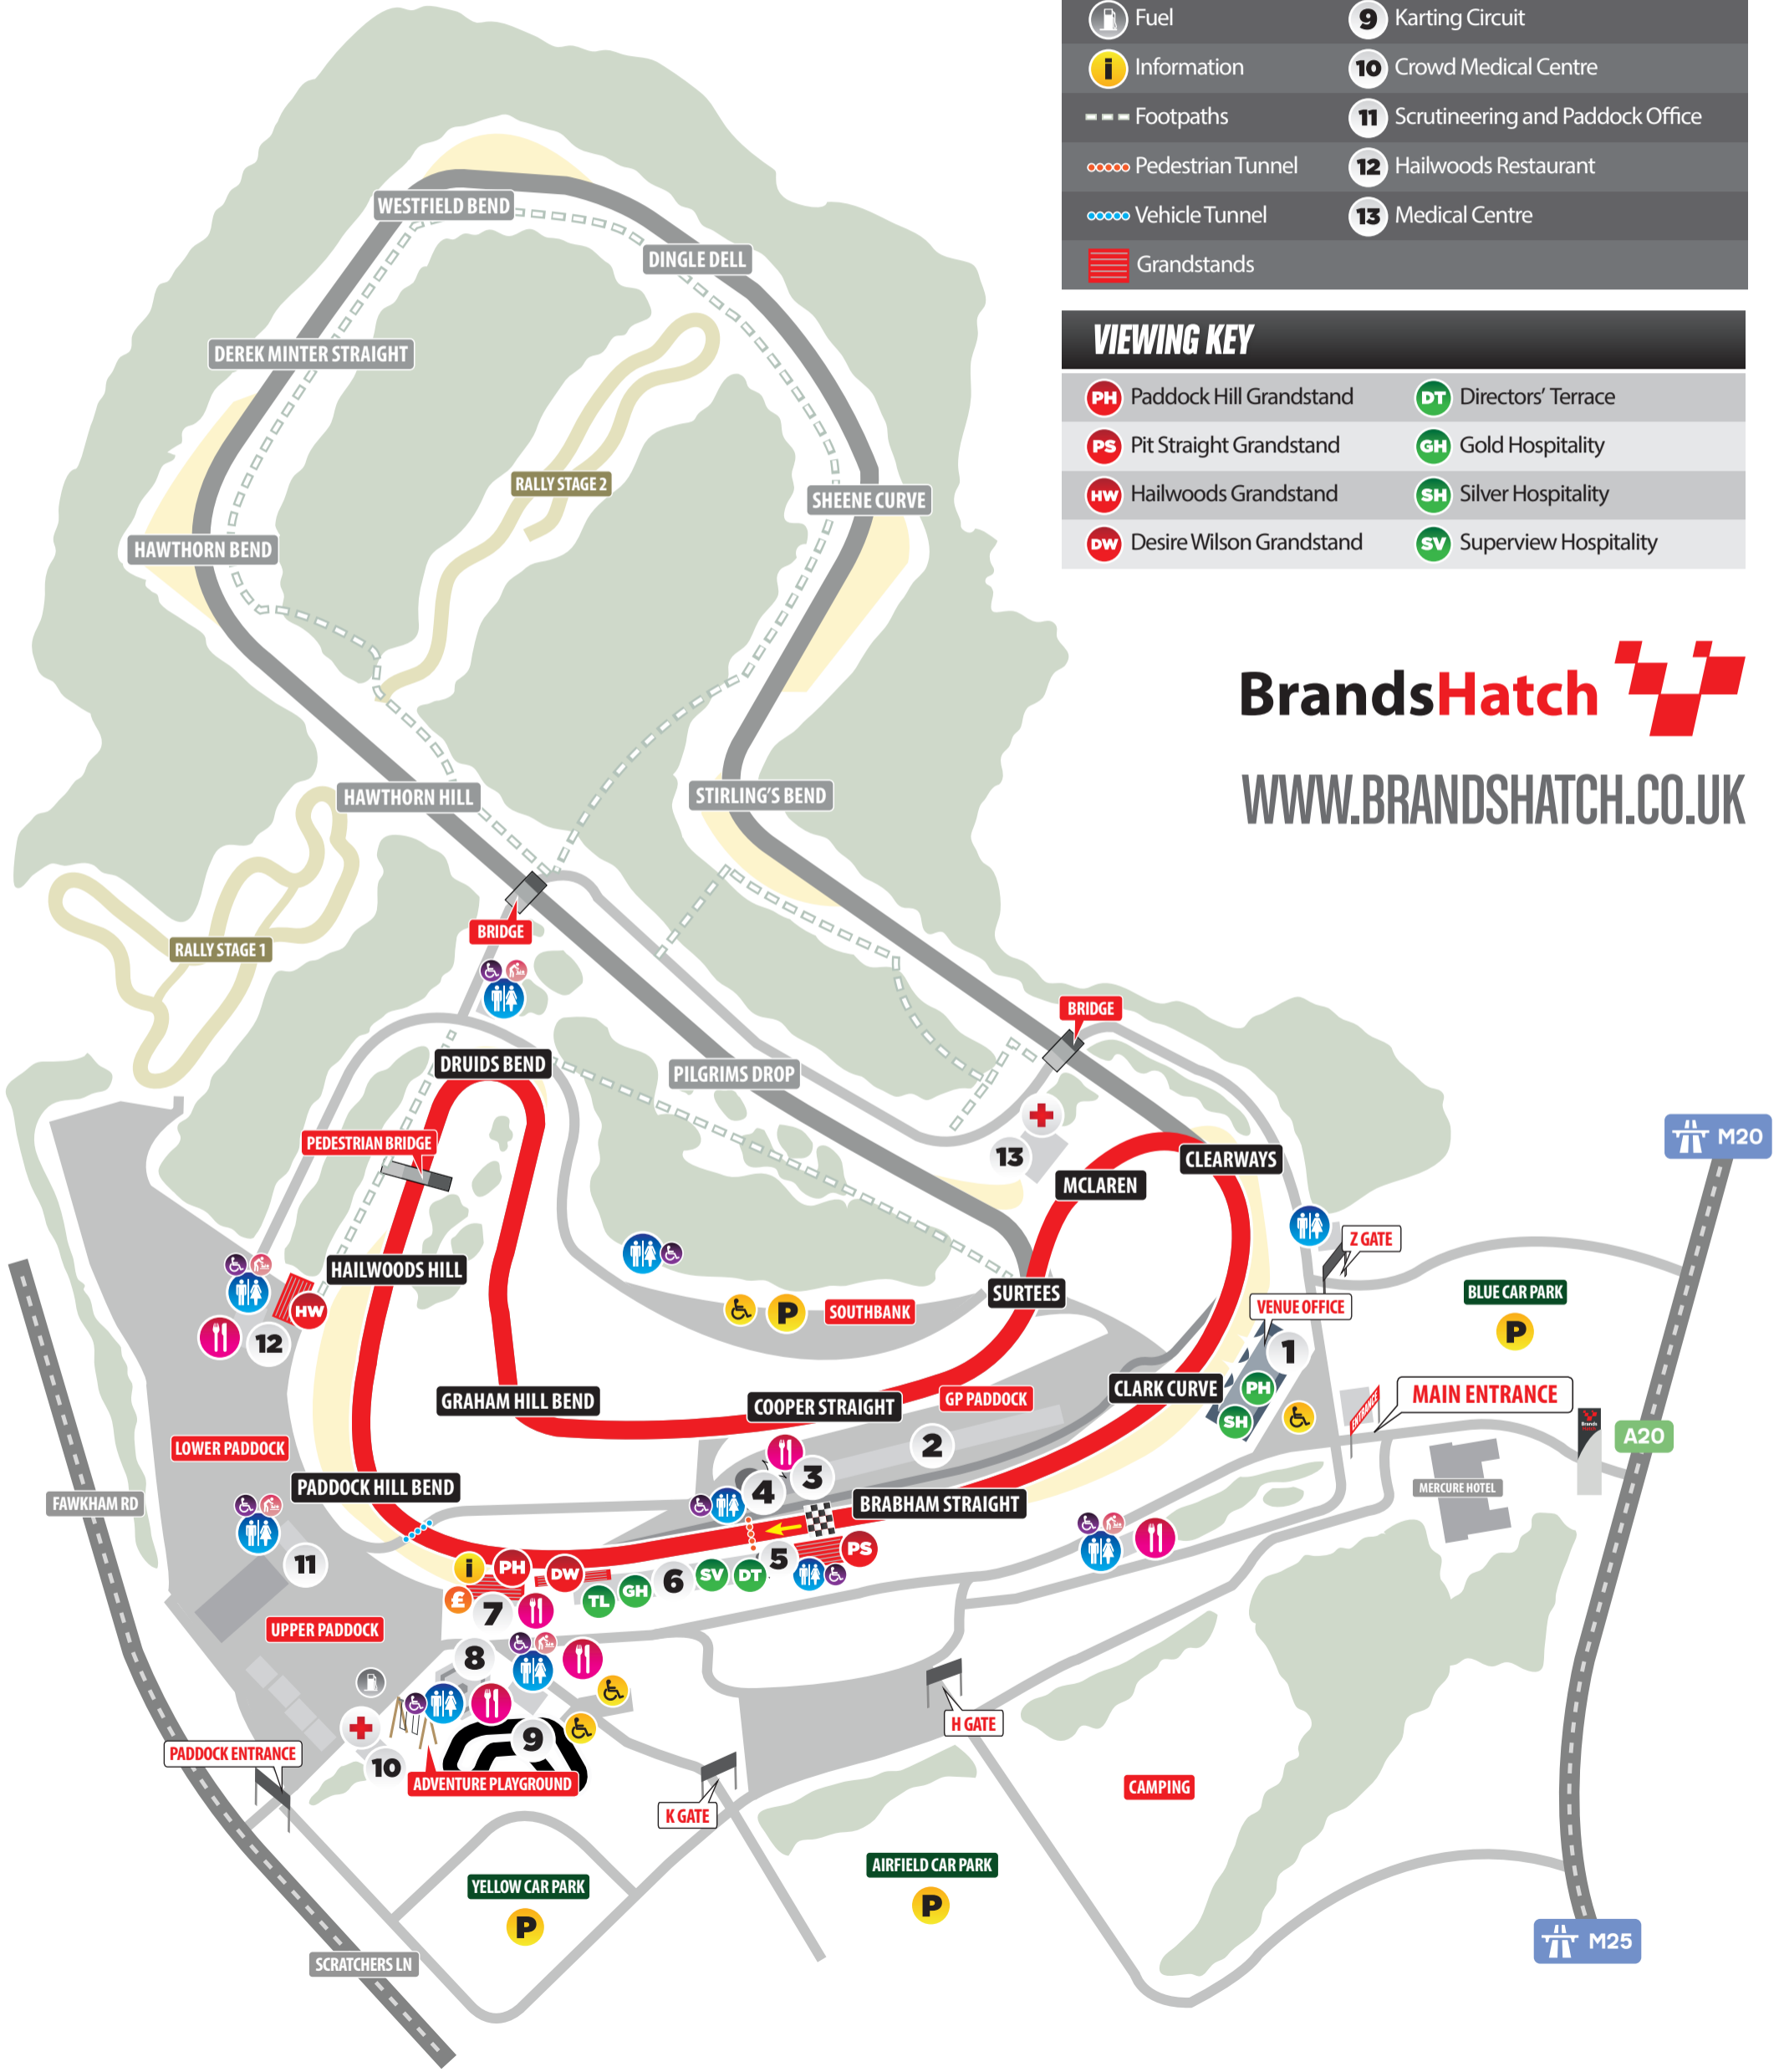 Fuel
9 Karting Circuit
i Information
10 Crowd Medical Centre
Footpaths
11 Scrutineering and Paddock Office
Pedestrian Tunnel
12 Hailwoods Restaurant
Vehicle Tunnel
13 Medical Centre
Grandstands
VIEWING KEY
PH Paddock Hill Grandstand
DT Directors' Terrace
PS Pit Straight Grandstand
GH Gold Hospitality
HW Hailwoods Grandstand
SH Silver Hospitality
DW Desire Wilson Grandstand
SV Superview Hospitality
BrandsHatch
WWW.BRANDSHATCH.CO.UK
WESTFIELD BEND
DINGLE DELL
DEREK MINTER STRAIGHT
RALLY STAGE 2
SHEENE CURVE
HAWTHORN BEND
HAWTHORN HILL
STIRLING'S BEND
RALLY STAGE 1
BRIDGE
BRIDGE
DRUIDS BEND
PILGRIMS DROP
PEDESTRIAN BRIDGE
13
CLEARWAYS
MCLAREN
M20
Z GATE
HAILWOODS HILL
SURTEES
BLUE CAR PARK
P
VENUE OFFICE
HW
12
P
SOUTHBANK
1
PH
SH
CLARK CURVE
GRAHAM HILL BEND
COOPER STRAIGHT
GP PADDOCK
MAIN ENTRANCE
ENTRANCE
Brands
Hatch
A20
LOWER PADDOCK
2
3
4
PADDOCK HILL BEND
BRABHAM STRAIGHT
MERCURE HOTEL
FAWKHAM RD
11
i
PH
DW
TL
GH
6
SV
DT
5
PS
£
7
UPPER PADDOCK
8
9
10
ADVENTURE PLAYGROUND
PADDOCK ENTRANCE
H GATE
K GATE
CAMPING
AIRFIELD CAR PARK
P
YELLOW CAR PARK
P
M25
SCRATCHERS LN